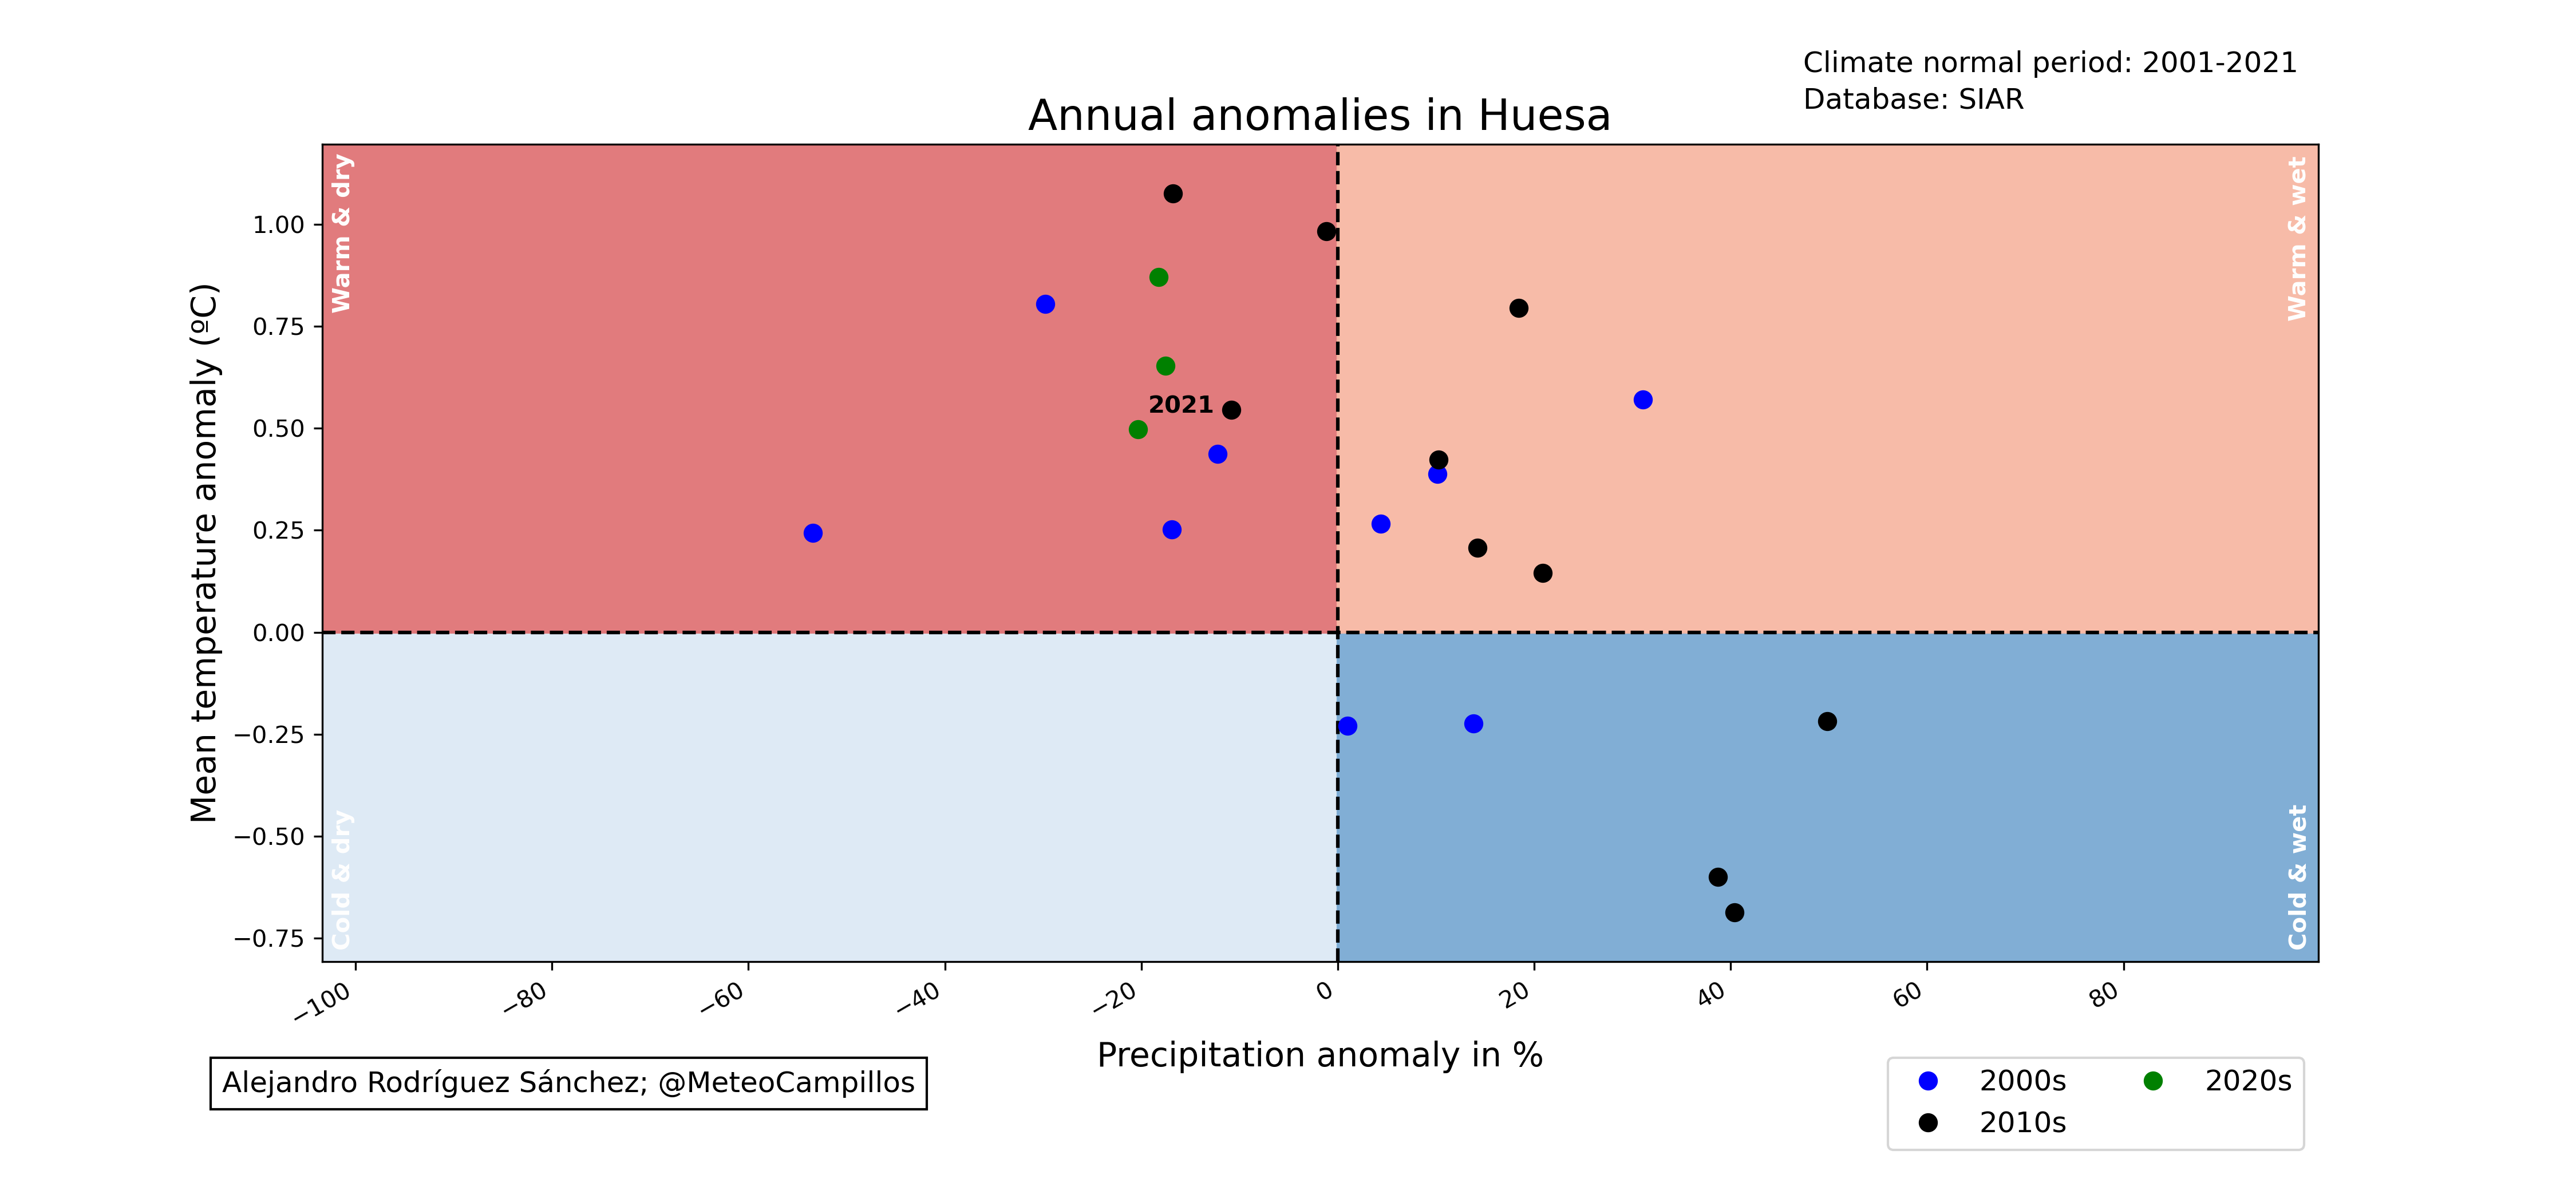 Climate normal period: 2001-2021
Database: SIAR
Annual anomalies in Huesa
Warm & dry
Warm & wet
Cold & dry
Cold & wet
2021
Mean temperature anomaly (ºC)
1.00
0.75
0.50
0.25
0.00
−0.25
−0.50
−0.75
−100
−80
−60
−40
−20
0
20
40
60
80
Precipitation anomaly in %
Alejandro Rodríguez Sánchez; @MeteoCampillos
2000s
2010s
2020s